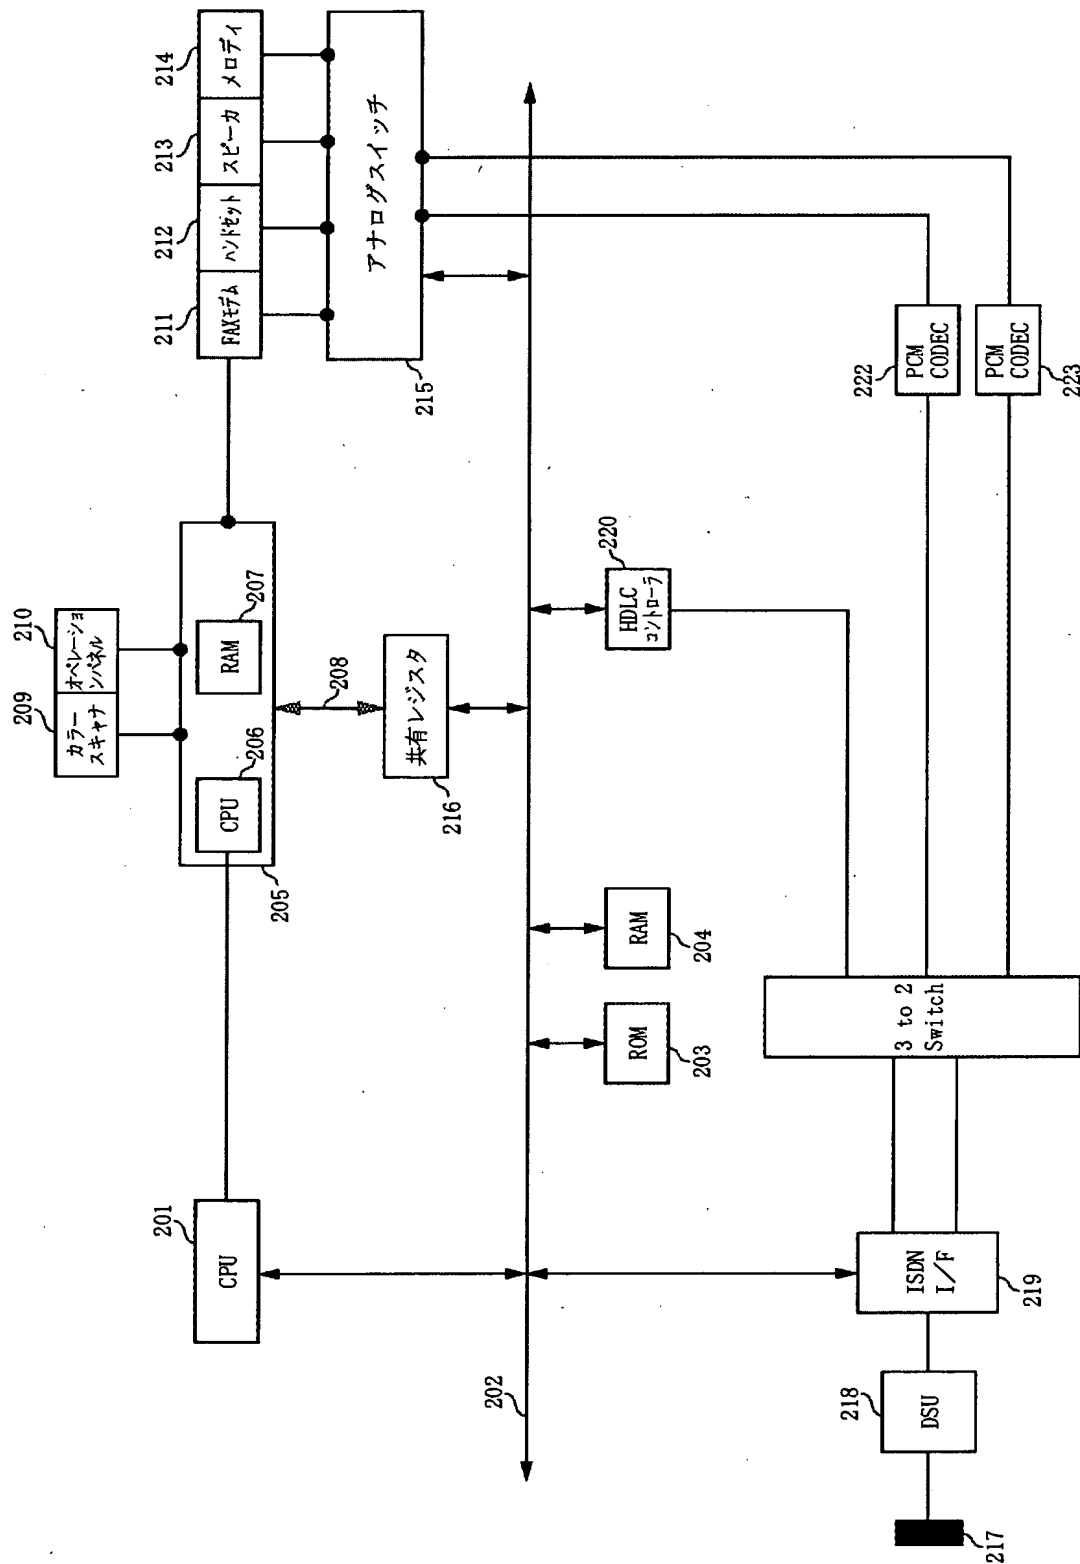 201
CPU
209
カラー
スキャナ
210
オペレーショ
ンパネル
206
CPU
207
RAM
205
208
共有レジスタ
216
211
FAXモデム
212
ハンドセット
213
スピーカ
214
メロディ
アナログスイッチ
215
202
ROM
203
RAM
204
220
HDLC
コントローラ
217
218
DSU
ISDN
I/F
219
3 to 2
Switch
222
PCM
CODEC
PCM
CODEC
223